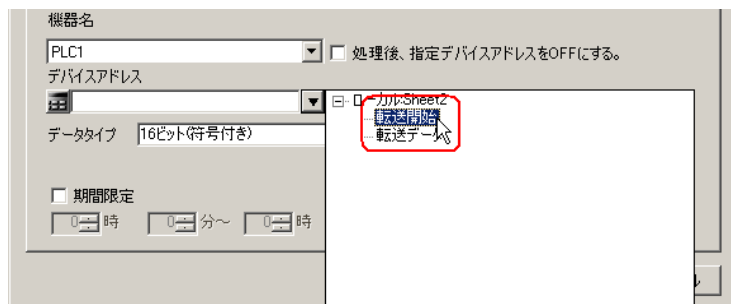 機器名
PLC1
処理後、指定デバイスアドレスをOFFにする。
デバイスアドレス
ローカル:Sheet2
転送開始
転送データ
データタイプ 16ビット(符号付き)
期間限定
0時 0分～ 0時
ル